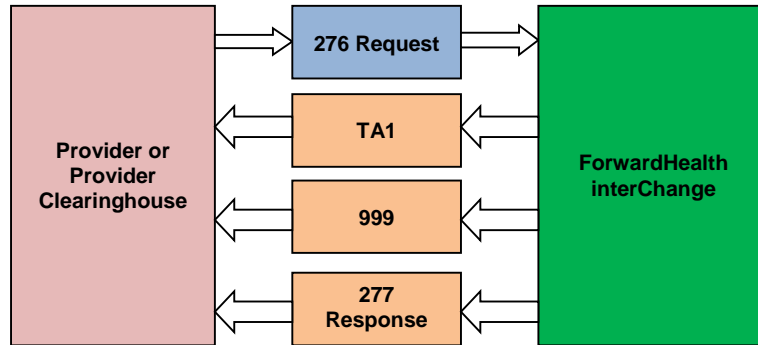 276 Request
TA1
Provider or
Provider
Clearinghouse
ForwardHealth
interChange
999
277
Response